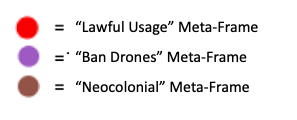 = “Lawful Usage” Meta-Frame
= “Ban Drones” Meta-Frame
= “Neocolonial” Meta-Frame